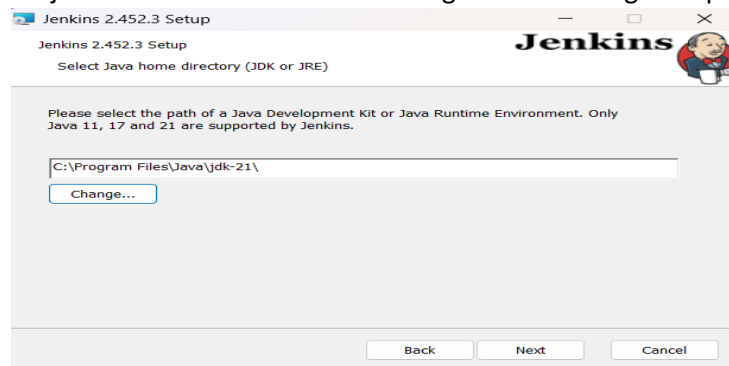 Jenkins 2.452.3 Setup
Jenkins 2.452.3 Setup
Jenkins
Select Java home directory (JDK or JRE)
Please select the path of a Java Development Kit or Java Runtime Environment. Only
Java 11, 17 and 21 are supported by Jenkins.
C:\Program Files\Java\jdk-21\
Change...
Back Next Cancel